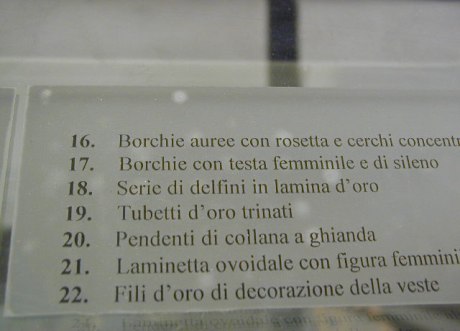 16. Borchie auree con rosetta e cerchi concentr
17. Borchie con testa femminile e di sileno
18. Serie di delfini in lamina d'oro
19. Tubetti d'oro trinati
20. Pendenti di collana a ghianda
21. Laminetta ovoidale con figura femmini
22. Fili d'oro di decorazione della veste